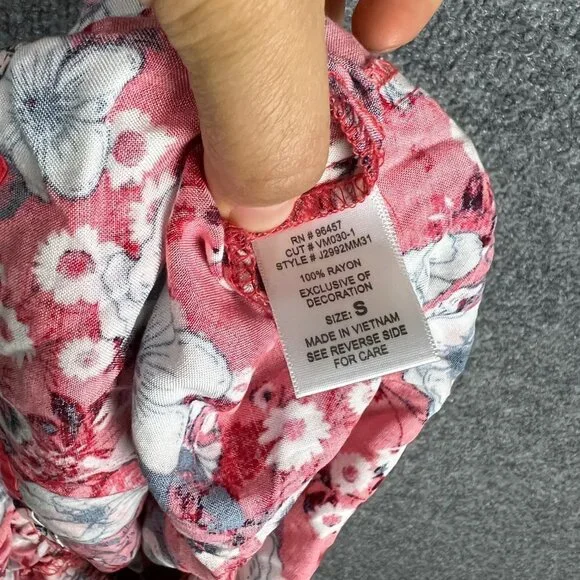 RN # 96457
CUT # VM030-1
STYLE # J2992MM31
100% RAYON
EXCLUSIVE OF
DECORATION
SIZE: S
MADE IN VIETNAM
SEE REVERSE SIDE
FOR CARE